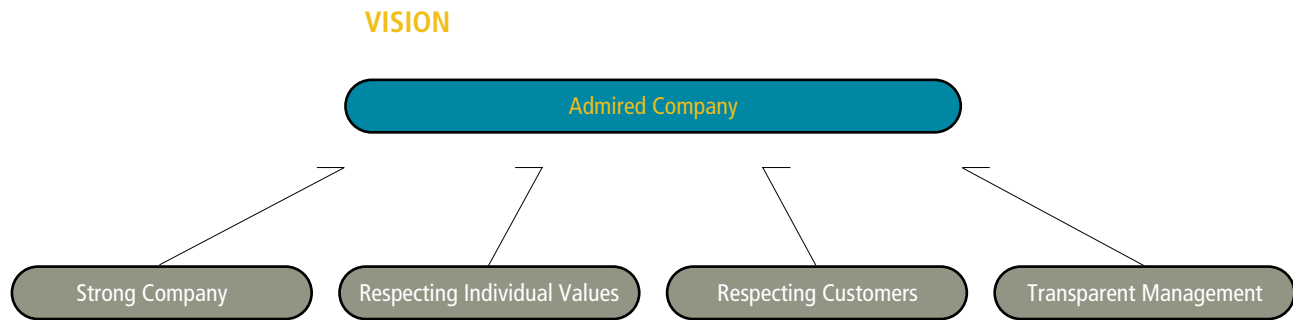 VISION
Admired Company
Strong Company
Respecting Individual Values
Respecting Customers
Transparent Management